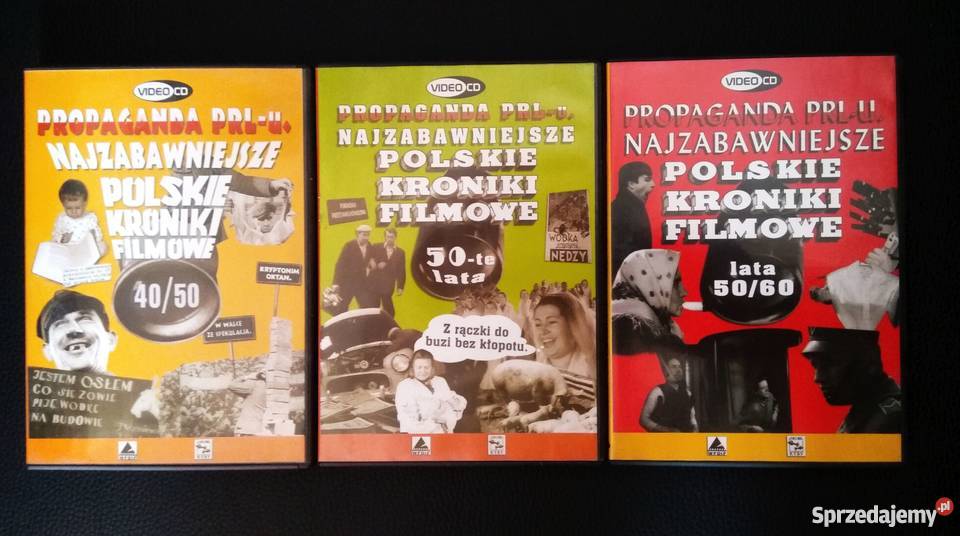 VIDEO CD
PROPAGANDA PRL-u.
NAJZABAWNIEJSZE
POLSKIE
KRONIKI
FILMOWE
40/50
KRYPTONIM
OKTAN.
W WALCE
ZE SPEKULACJĄ.
JESTEM OSŁEM
CO SIĘ ZOWIE
PIJĘ WÓDKĘ
NA BUDOWIE
VIDEO CD
PROPAGANDA PRL-u.
NAJZABAWNIEJSZE
POLSKIE
KRONIKI
FILMOWE
50-te
lata
WÓDKA
NĘDZY
Z rączki do
buzi bez kłopotu.
VIDEO CD
PROPAGANDA PRL-U.
NAJZABAWNIEJSZE
POLSKIE
KRONIKI
FILMOWE
lata
50/60
Sprzedajemy.pl